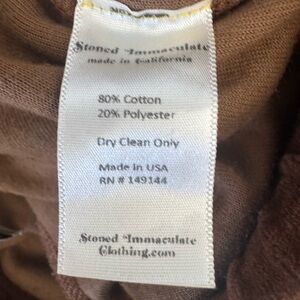 Stoned Immaculate
made in California
80% Cotton
20% Polyester
Dry Clean Only
Made in USA
RN # 149144
Stoned Immaculate
Clothing.com